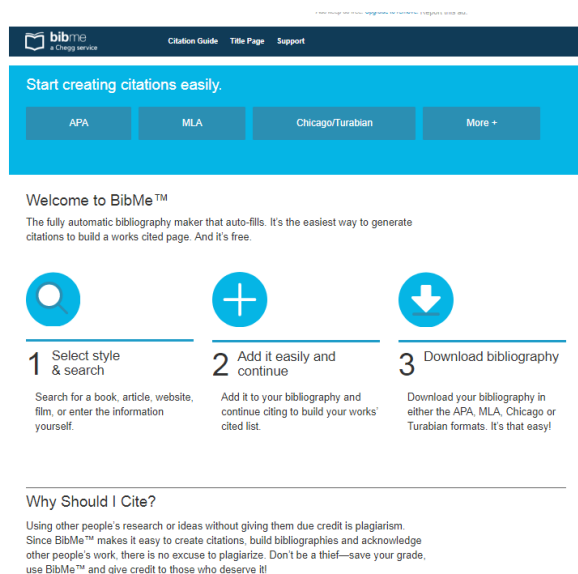 upgrade to remove. Report this ad.
bibme
a Chegg service
Citation Guide Title Page Support
Start creating citations easily.
APA MLA Chicago/Turabian More +
Welcome to BibMe™
The fully automatic bibliography maker that auto-fills. It's the easiest way to generate
citations to build a works cited page. And it's free.
1 Select style
& search
Search for a book, article, website,
film, or enter the information
yourself.
2 Add it easily and
continue
Add it to your bibliography and
continue citing to build your works'
cited list.
3 Download bibliography
Download your bibliography in
either the APA, MLA, Chicago or
Turabian formats. It's that easy!
Why Should I Cite?
Using other people's research or ideas without giving them due credit is plagiarism.
Since BibMe™ makes it easy to create citations, build bibliographies and acknowledge
other people's work, there is no excuse to plagiarize. Don't be a thief—save your grade,
use BibMe™ and give credit to those who deserve it!